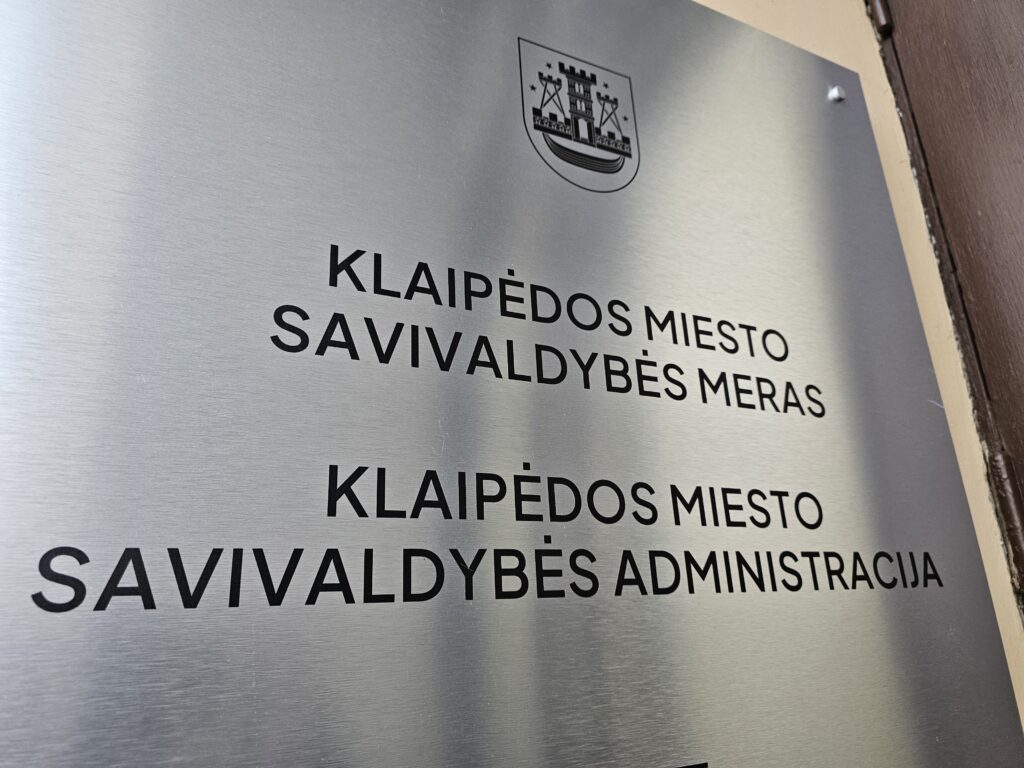 KLAIPĖDOS MIESTO
SAVIVALDYBĖS MERAS
KLAIPĖDOS MIESTO
SAVIVALDYBĖS ADMINISTRACIJA